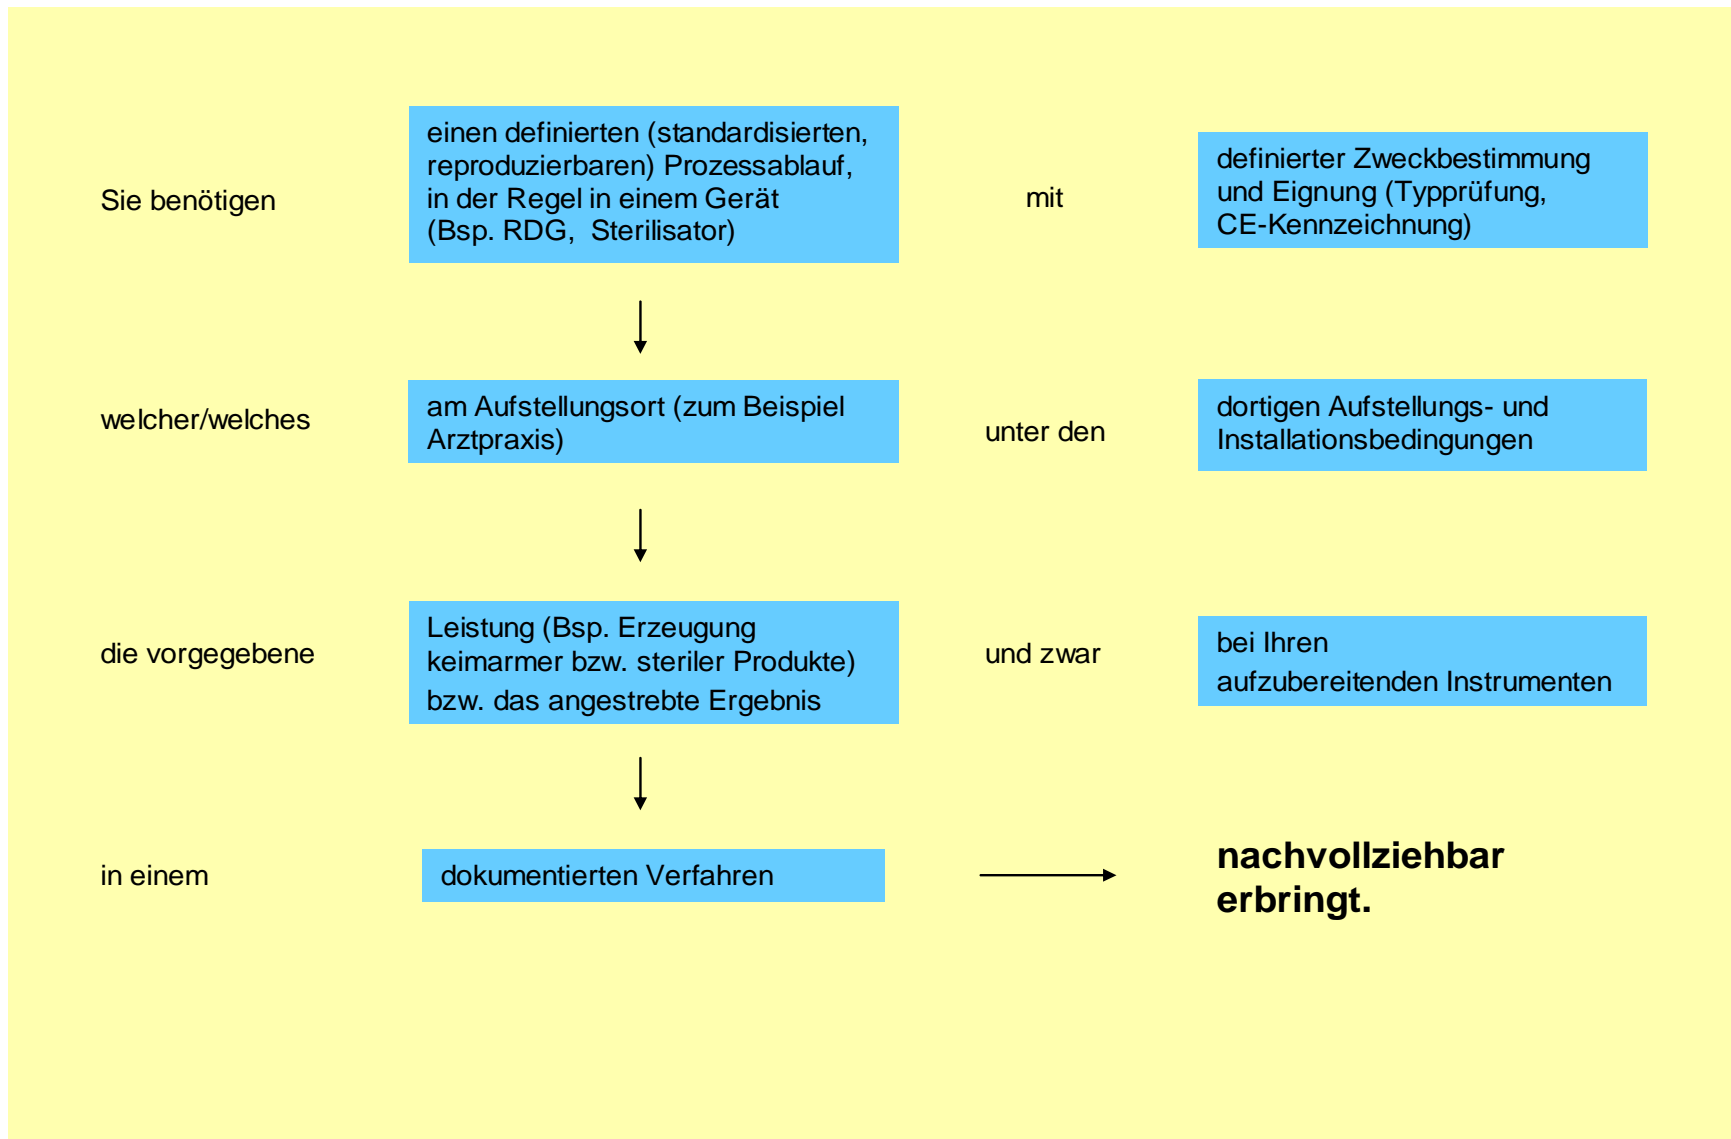 Sie benötigen
einen definierten (standardisierten,
reproduzierbaren) Prozessablauf,
in der Regel in einem Gerät
(Bsp. RDG,  Sterilisator)
mit
definierter Zweckbestimmung
und Eignung (Typprüfung,
CE-Kennzeichnung)
welcher/welches
am Aufstellungsort (zum Beispiel
Arztpraxis)
unter den
dortigen Aufstellungs- und
Installationsbedingungen
die vorgegebene
Leistung (Bsp. Erzeugung
keimarmer bzw. steriler Produkte)
bzw. das angestrebte Ergebnis
und zwar
bei Ihren
aufzubereitenden Instrumenten
in einem
dokumentierten Verfahren
nachvollziehbar
erbringt.